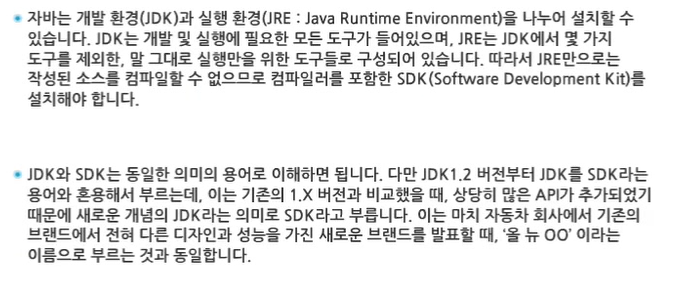 자바는 개발 환경(JDK)과 실행 환경(JRE : Java Runtime Environment)을 나누어 설치할 수
있습니다. JDK는 개발 및 실행에 필요한 모든 도구가 들어있으며, JRE는 JDK에서 몇 가지
도구를 제외한, 말 그대로 실행만을 위한 도구들로 구성되어 있습니다. 따라서 JRE만으로는
작성된 소스를 컴파일할 수 없으므로 컴파일러를 포함한 SDK(Software Development Kit)를
설치해야 합니다.
JDK와 SDK는 동일한 의미의 용어로 이해하면 됩니다. 다만 JDK1.2 버전부터 JDK를 SDK라는
용어와 혼용해서 부르는데, 이는 기존의 1.X 버전과 비교했을 때, 상당히 많은 API가 추가되었기
때문에 새로운 개념의 JDK라는 의미로 SDK라고 부릅니다. 이는 마치 자동차 회사에서 기존의
브랜드에서 전혀 다른 디자인과 성능을 가진 새로운 브랜드를 발표할 때, '올 뉴 OO' 이라는
이름으로 부르는 것과 동일합니다.